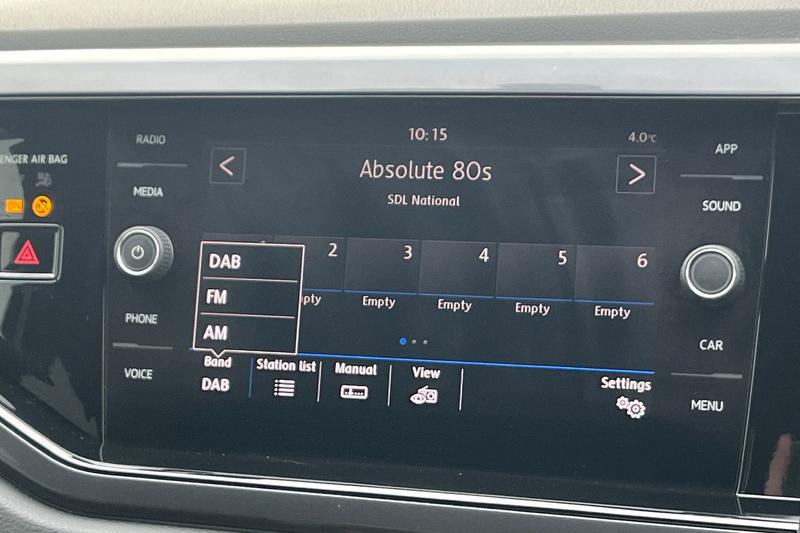 RADIO
10:15
4.0°C
APP
ENGER AIR BAG
MEDIA
<
Absolute 80s
>
SDL National
SOUND
ON
2
3
4
5
6
DAB
FM
AM
pty
Empty
Empty
Empty
Empty
PHONE
CAR
VOICE
Band
DAB
Station list
Manual
View
Settings
MENU